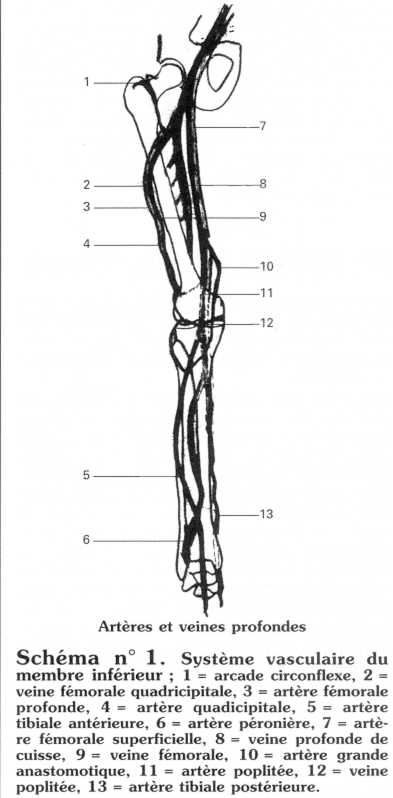 1
7
2
8
3
9
4
10
11
12
5
13
6
Artères et veines profondes
Schéma n° 1. Système vasculaire du
membre inférieur ; 1 = arcade circonflexe, 2 =
veine fémorale quadricipitale, 3 = artère fémorale
profonde, 4 = artère quadicipitale, 5 = artère
tibiale antérieure, 6 = artère péronière, 7 = artè-
re fémorale superficielle, 8 = veine profonde de
cuisse, 9 = veine fémorale, 10 = artère grande
anastomotique, 11 = artère poplitée, 12 = veine
poplitée, 13 = artère tibiale postérieure.